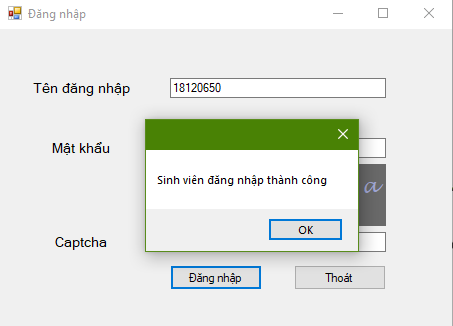 Đăng nhập
Tên đăng nhập
18120650
Mật khẩu
Sinh viên đăng nhập thành công
a
OK
Captcha
Đăng nhập
Thoát